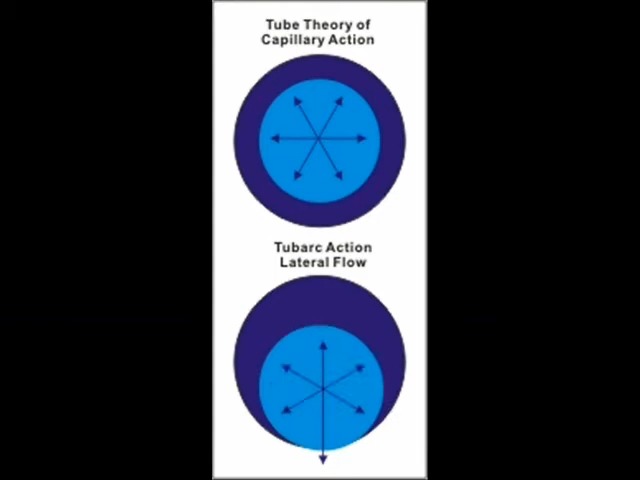 Tube Theory of
Capillary Action
Tubarc Action
Lateral Flow